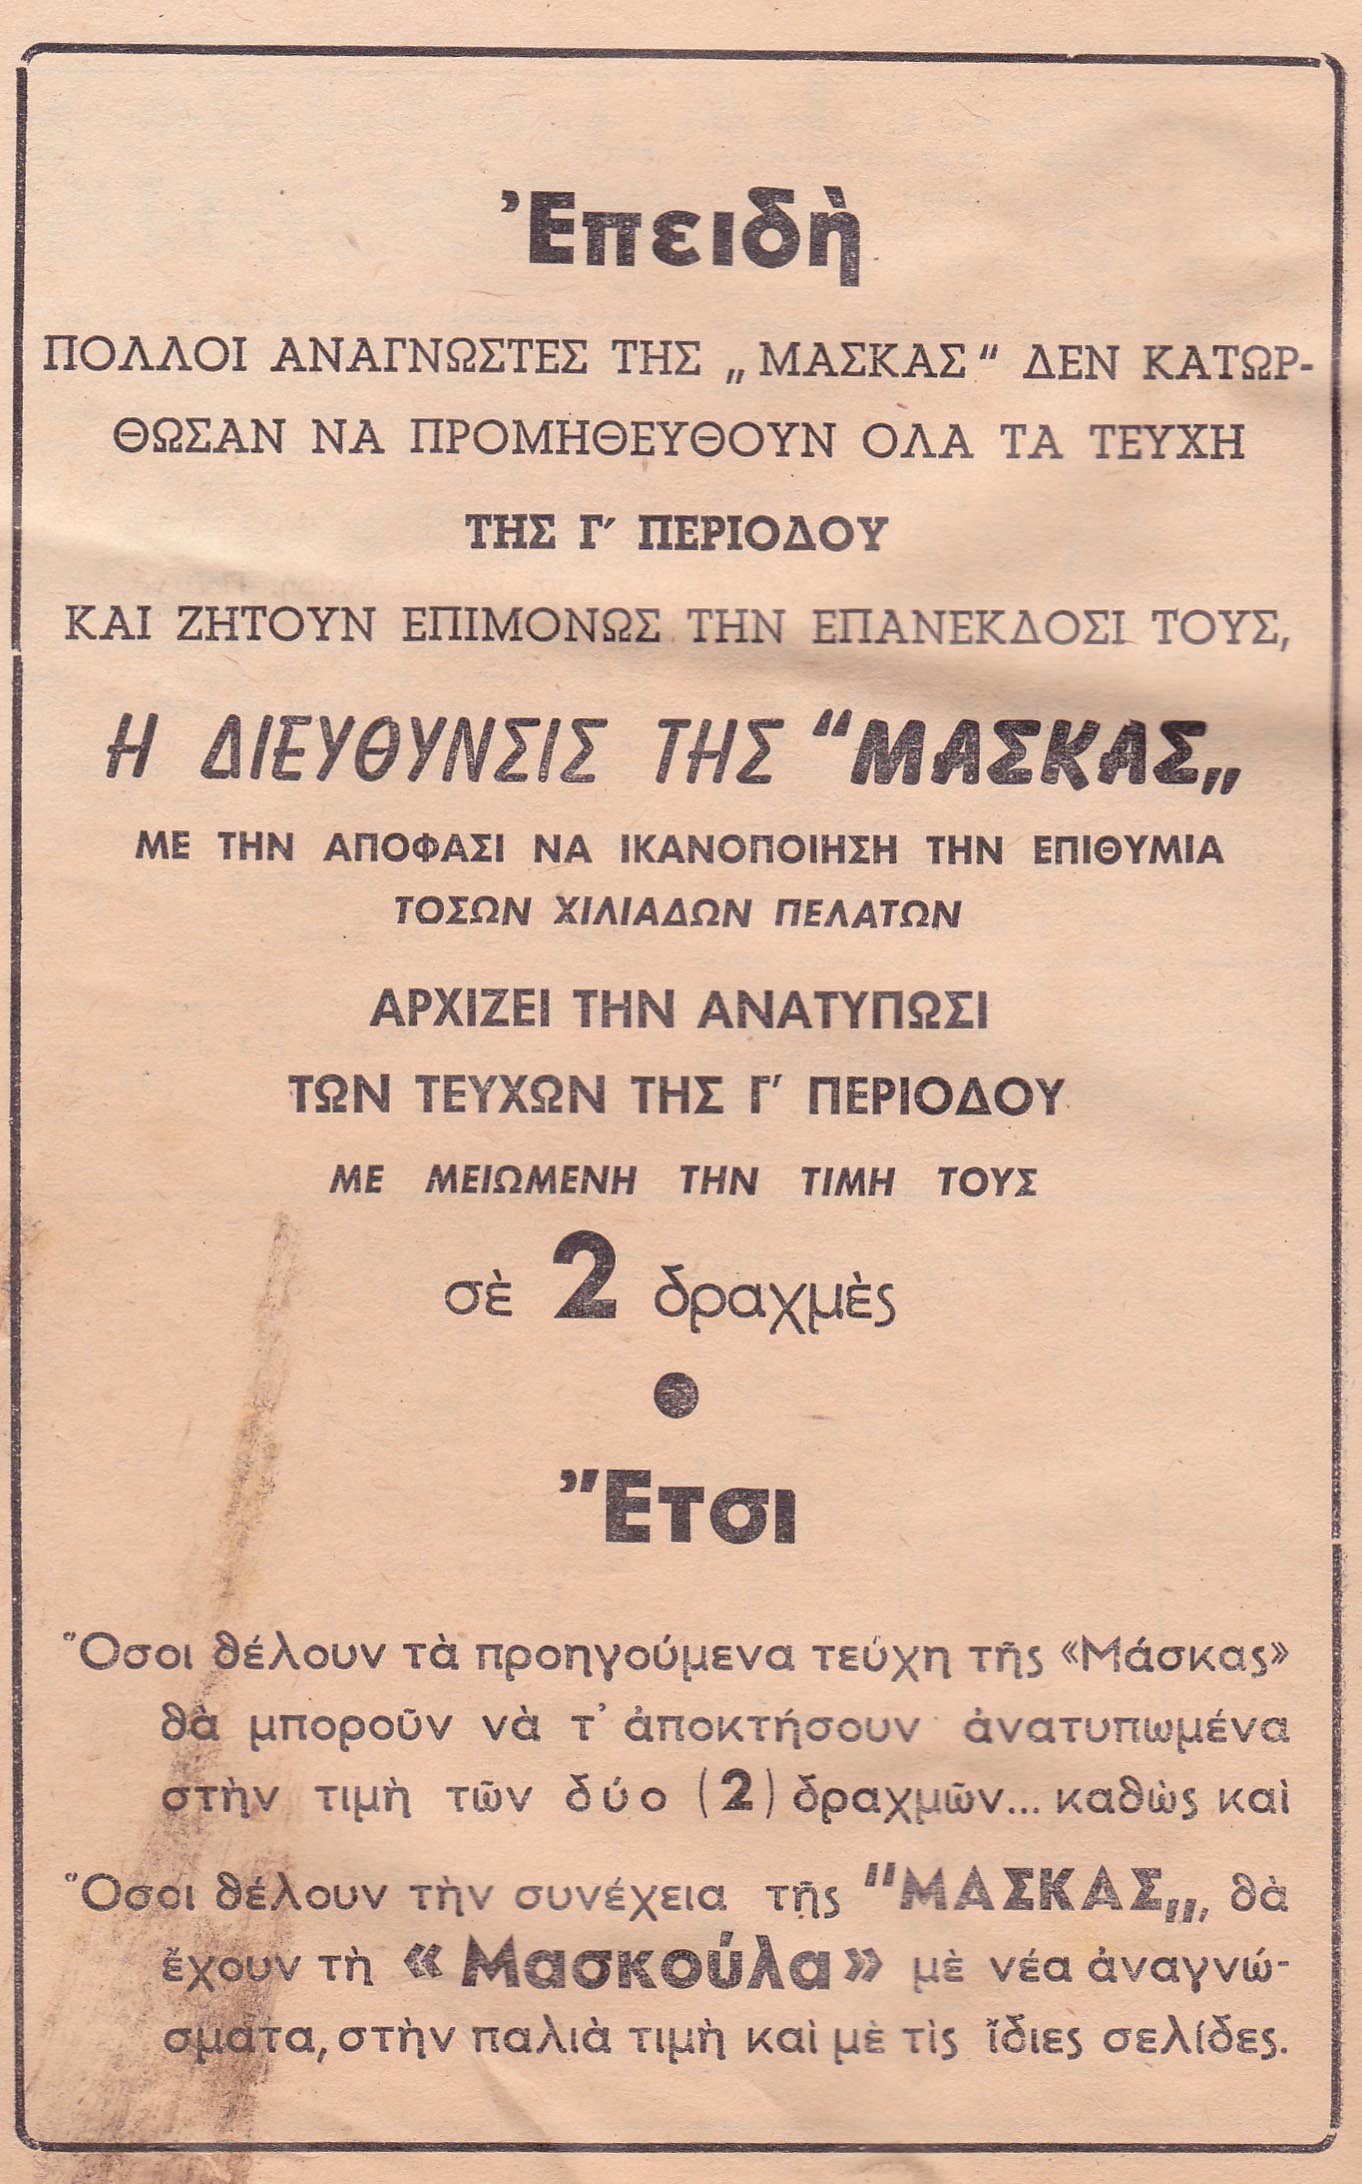 Ἐπειδὴ
ΠΟΛΛΟΙ ΑΝΑΓΝΩΣΤΕΣ ΤΗΣ „ΜΑΣΚΑΣ“ ΔΕΝ ΚΑΤΩΡ-
ΘΩΣΑΝ ΝΑ ΠΡΟΜΗΘΕΥΘΟΥΝ ΟΛΑ ΤΑ ΤΕΥΧΗ
ΤΗΣ Γ΄ ΠΕΡΙΟΔΟΥ
ΚΑΙ ΖΗΤΟΥΝ ΕΠΙΜΟΝΩΣ ΤΗΝ ΕΠΑΝΕΚΔΟΣΙ ΤΟΥΣ,
Η ΔΙΕΥΘΥΝΣΙΣ ΤΗΣ “ΜΑΣΚΑΣ„
ΜΕ ΤΗΝ ΑΠΟΦΑΣΙ ΝΑ ΙΚΑΝΟΠΟΙΗΣΗ ΤΗΝ ΕΠΙΘΥΜΙΑ
ΤΟΣΩΝ ΧΙΛΙΑΔΩΝ ΠΕΛΑΤΩΝ
ΑΡΧΙΖΕΙ ΤΗΝ ΑΝΑΤΥΠΩΣΙ
ΤΩΝ ΤΕΥΧΩΝ ΤΗΣ Γ΄ ΠΕΡΙΟΔΟΥ
ΜΕ ΜΕΙΩΜΕΝΗ ΤΗΝ ΤΙΜΗ ΤΟΥΣ
σὲ 2 δραχμὲς
●
Ἔτσι
Ὅσοι θέλουν τὰ προηγούμενα τεύχη τῆς «Μάσκας»
θὰ μποροῦν νὰ τ᾿ ἀποκτήσουν ἀνατυπωμένα
στὴν τιμὴ τῶν δύο (2) δραχμῶν... καθὼς καὶ
Ὅσοι θέλουν τὴν συνέχεια τῆς “ΜΑΣΚΑΣ„, θὰ
ἔχουν τὴ «Μασκούλα» μὲ νέα ἀναγνώ-
σματα, στὴν παλιὰ τιμὴ καὶ μὲ τὶς ἴδιες σελίδες.